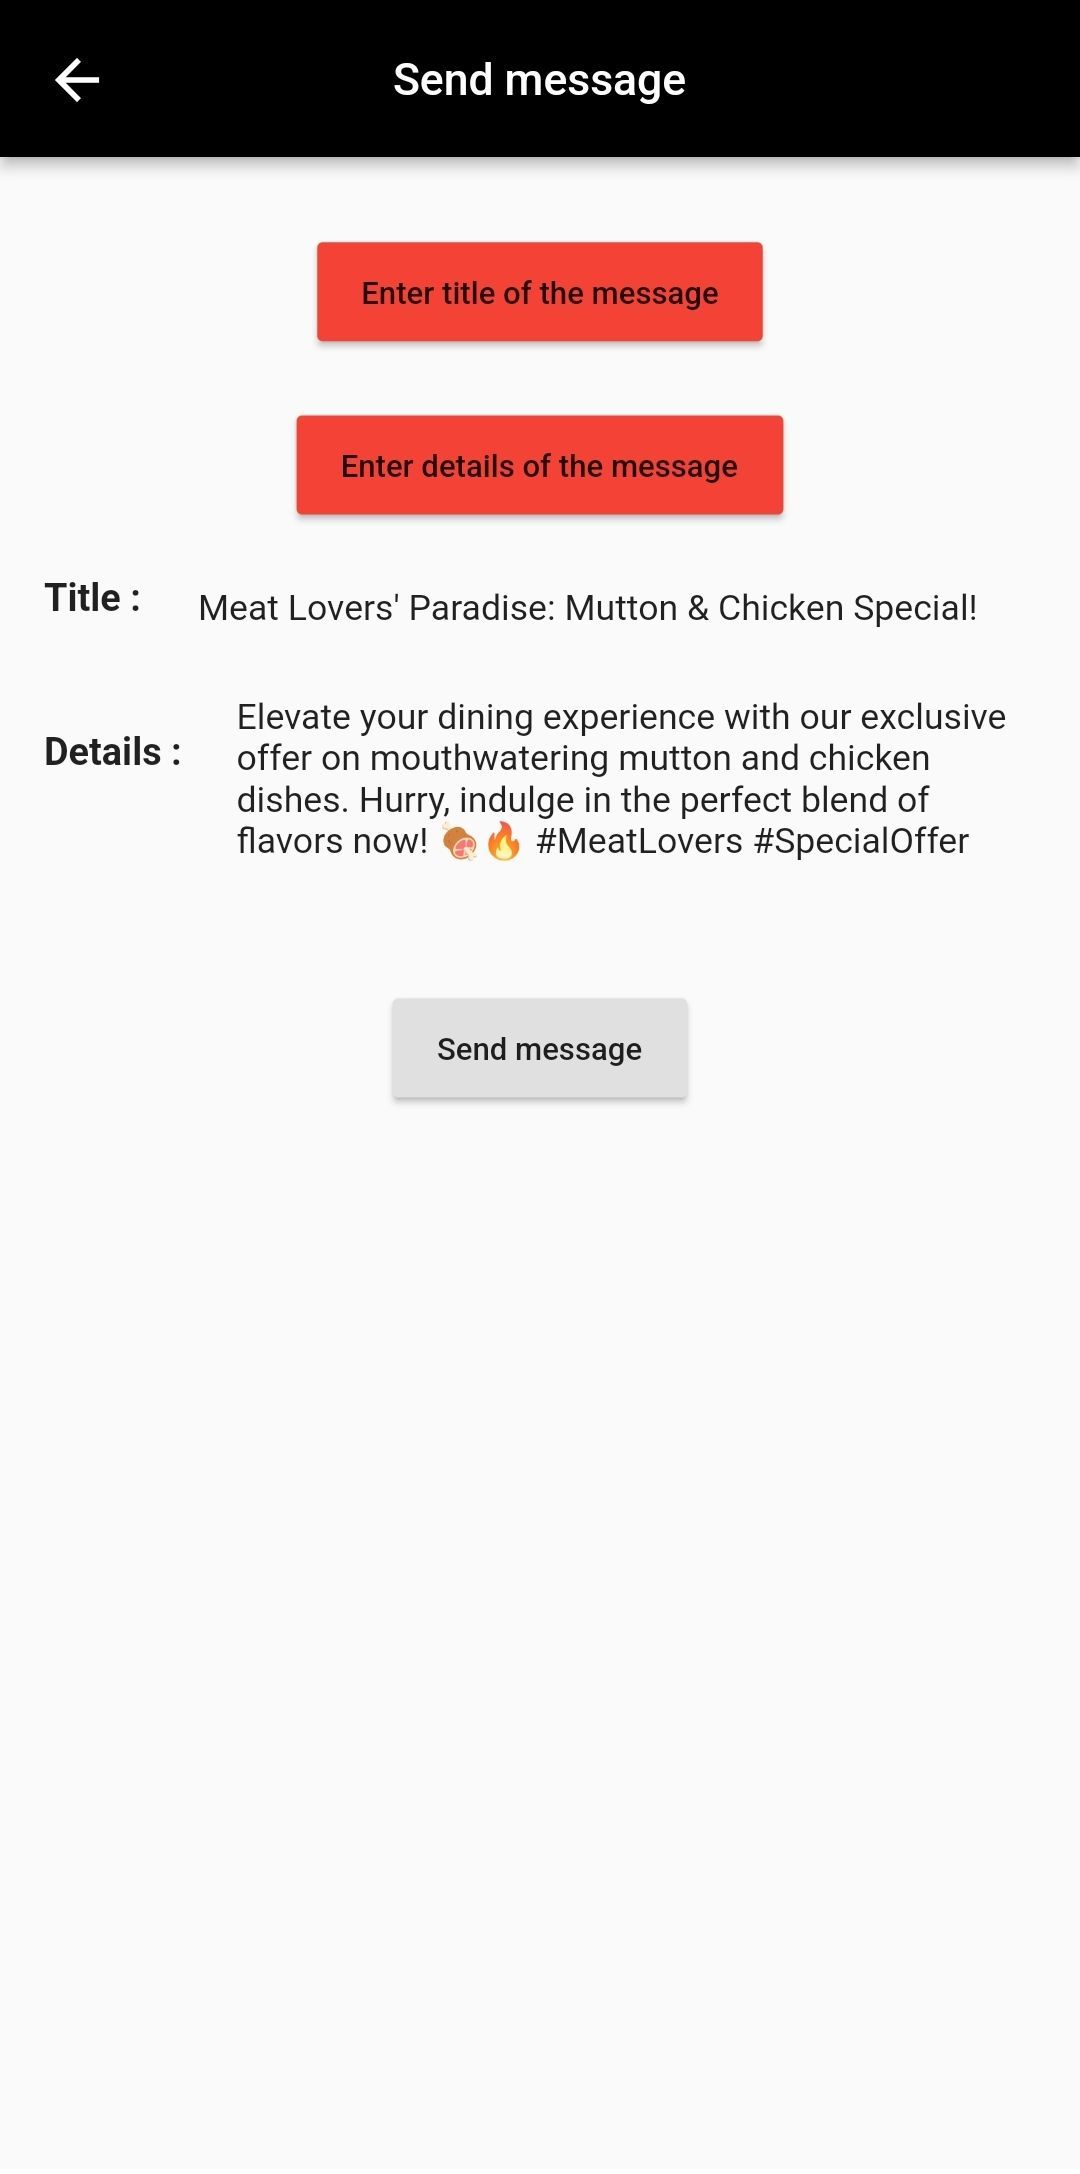 Send message
Enter title of the message
Enter details of the message
Title :
Meat Lovers' Paradise: Mutton & Chicken Special!
Details :
Elevate your dining experience with our exclusive
offer on mouthwatering mutton and chicken
dishes. Hurry, indulge in the perfect blend of
flavors now! 🍖🔥 #MeatLovers #SpecialOffer
Send message